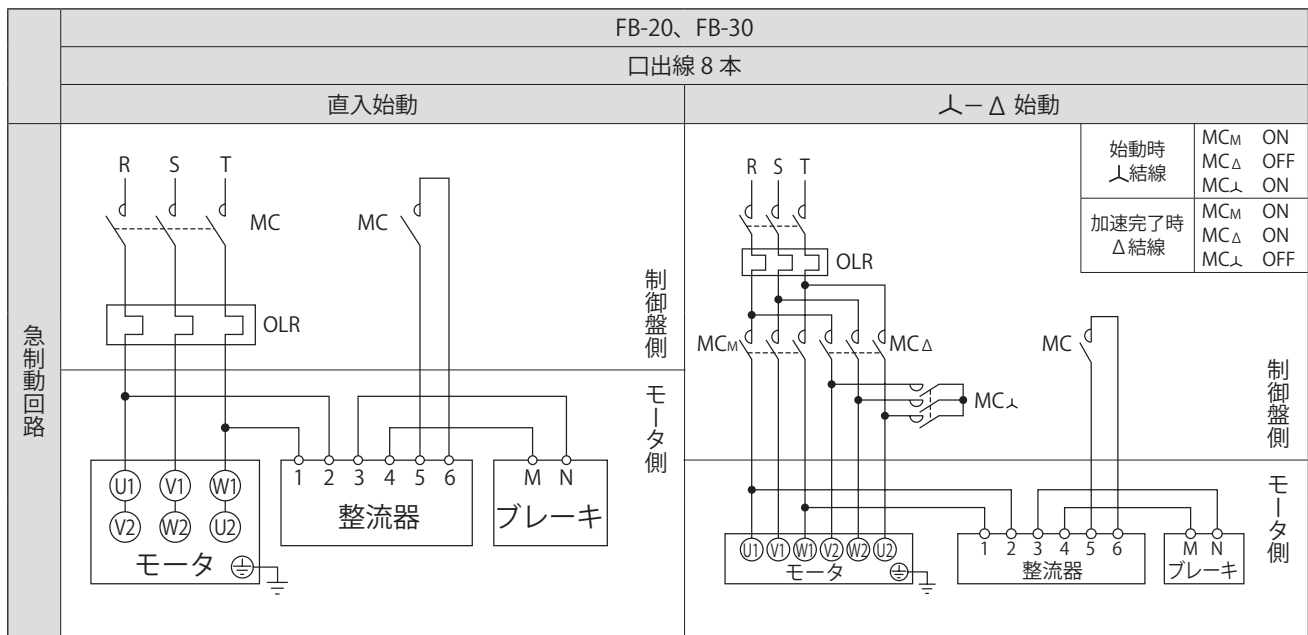 FB-20、FB-30
口出線 8 本
直入始動
人 − Δ 始動
急制動回路
R S T
MC
MC
OLR
制御盤側
モータ側
U1 V1 W1
V2 W2 U2
モータ
1 2 3 4 5 6
整流器
M N
ブレーキ
始動時
人結線
MCM ON
MCΔ OFF
MC人 ON
加速完了時
Δ結線
MCM ON
MCΔ ON
MC人 OFF
R S T
OLR
MCM
MCΔ
MC
MC人
制御盤側
モータ側
U1 V1 W1 V2 W2 U2
モータ
1 2 3 4 5 6
整流器
M N
ブレーキ